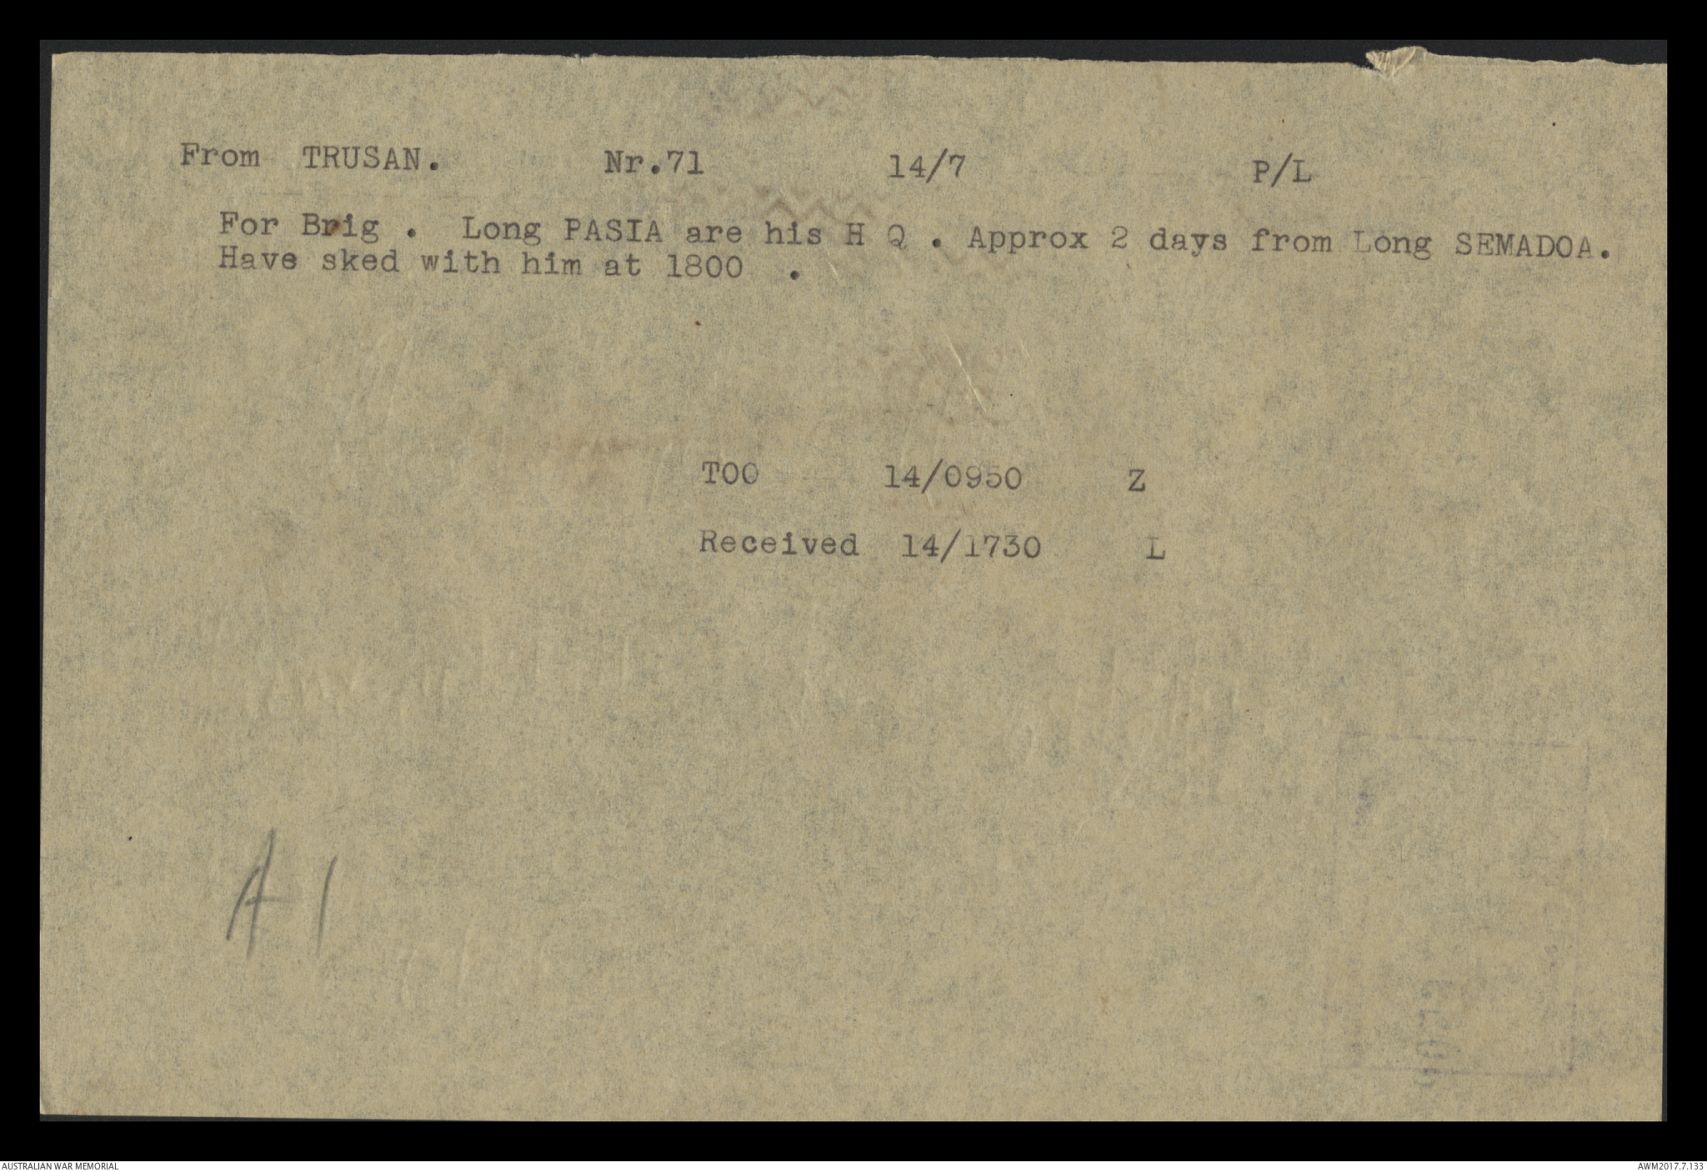 From TRUSAN. Nr.71 14/7 P/L
For Brig . Long PASIA are his H Q . Approx 2 days from Long SEMADOA.
Have sked with him at 1800 .
TOO 14/0950 Z
Received 14/1730 L
A1
AUSTRALIAN WAR MEMORIAL AWM2017.7.133